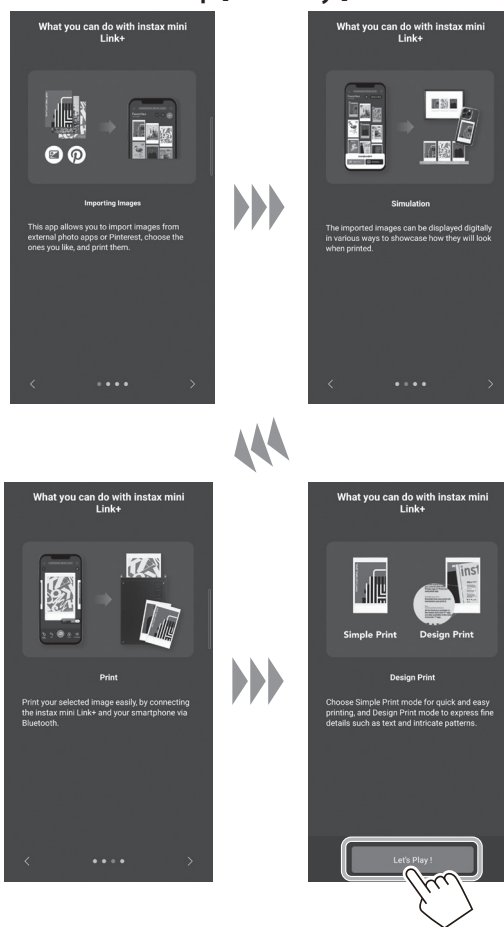 What you can do with instax mini
Link+
Importing Images
This app allows you to import images from
external photo apps or Pinterest, choose the
ones you like, and print them.
What you can do with instax mini
Link+
Simulation
The imported images can be displayed digitally
in various ways to showcase how they will look
when printed.
What you can do with instax mini
Link+
Print
Print your selected image easily, by connecting
the instax mini Link+ and your smartphone via
Bluetooth.
What you can do with instax mini
Link+
inst
Simple Print
Design Print
Design Print
Choose Simple Print mode for quick and easy
printing, and Design Print mode to express fine
details such as text and intricate patterns.
Let's Play !